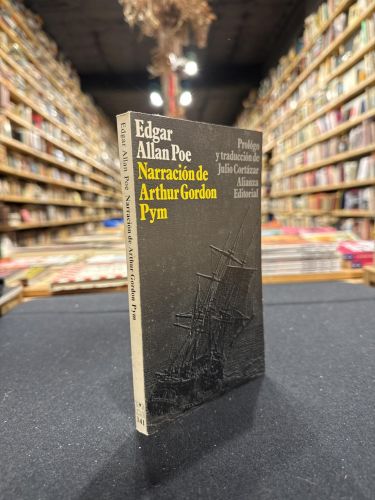 Edgar
Allan Poe
Narración de
Arthur Gordon
Pym
Prólogo
y traducción de
Julio Cortázar
Alianza
Editorial
Edgar Allan Poe Narración de Arthur Gordon Pym
341